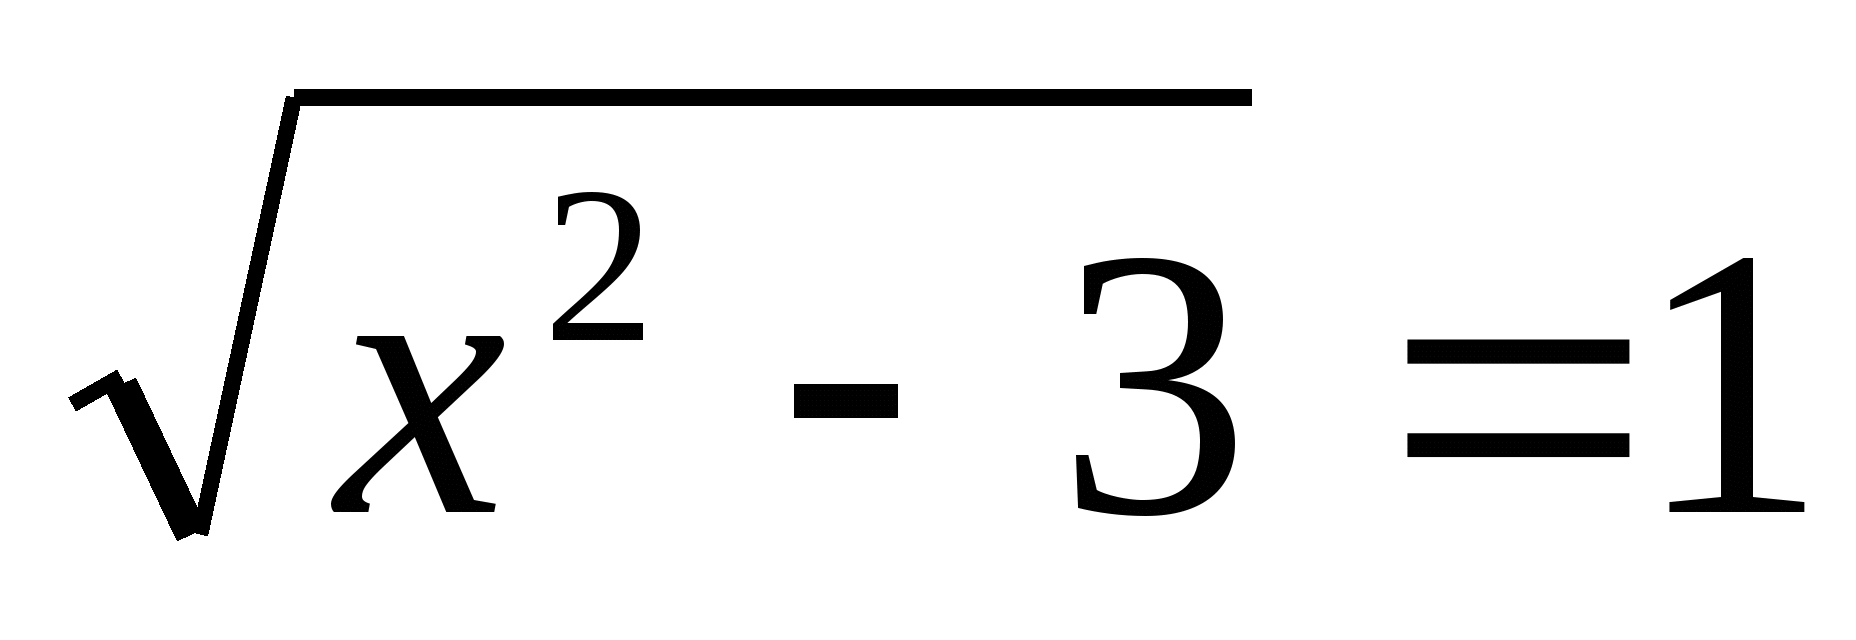 √(x² - 3) = 1